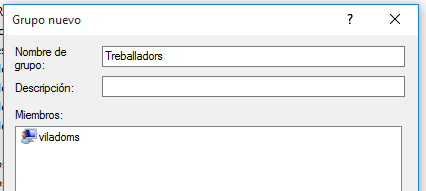 Grupo nuevo
Nombre de
grupo:
Treballadors
Descripción:
Miembros:
viladoms